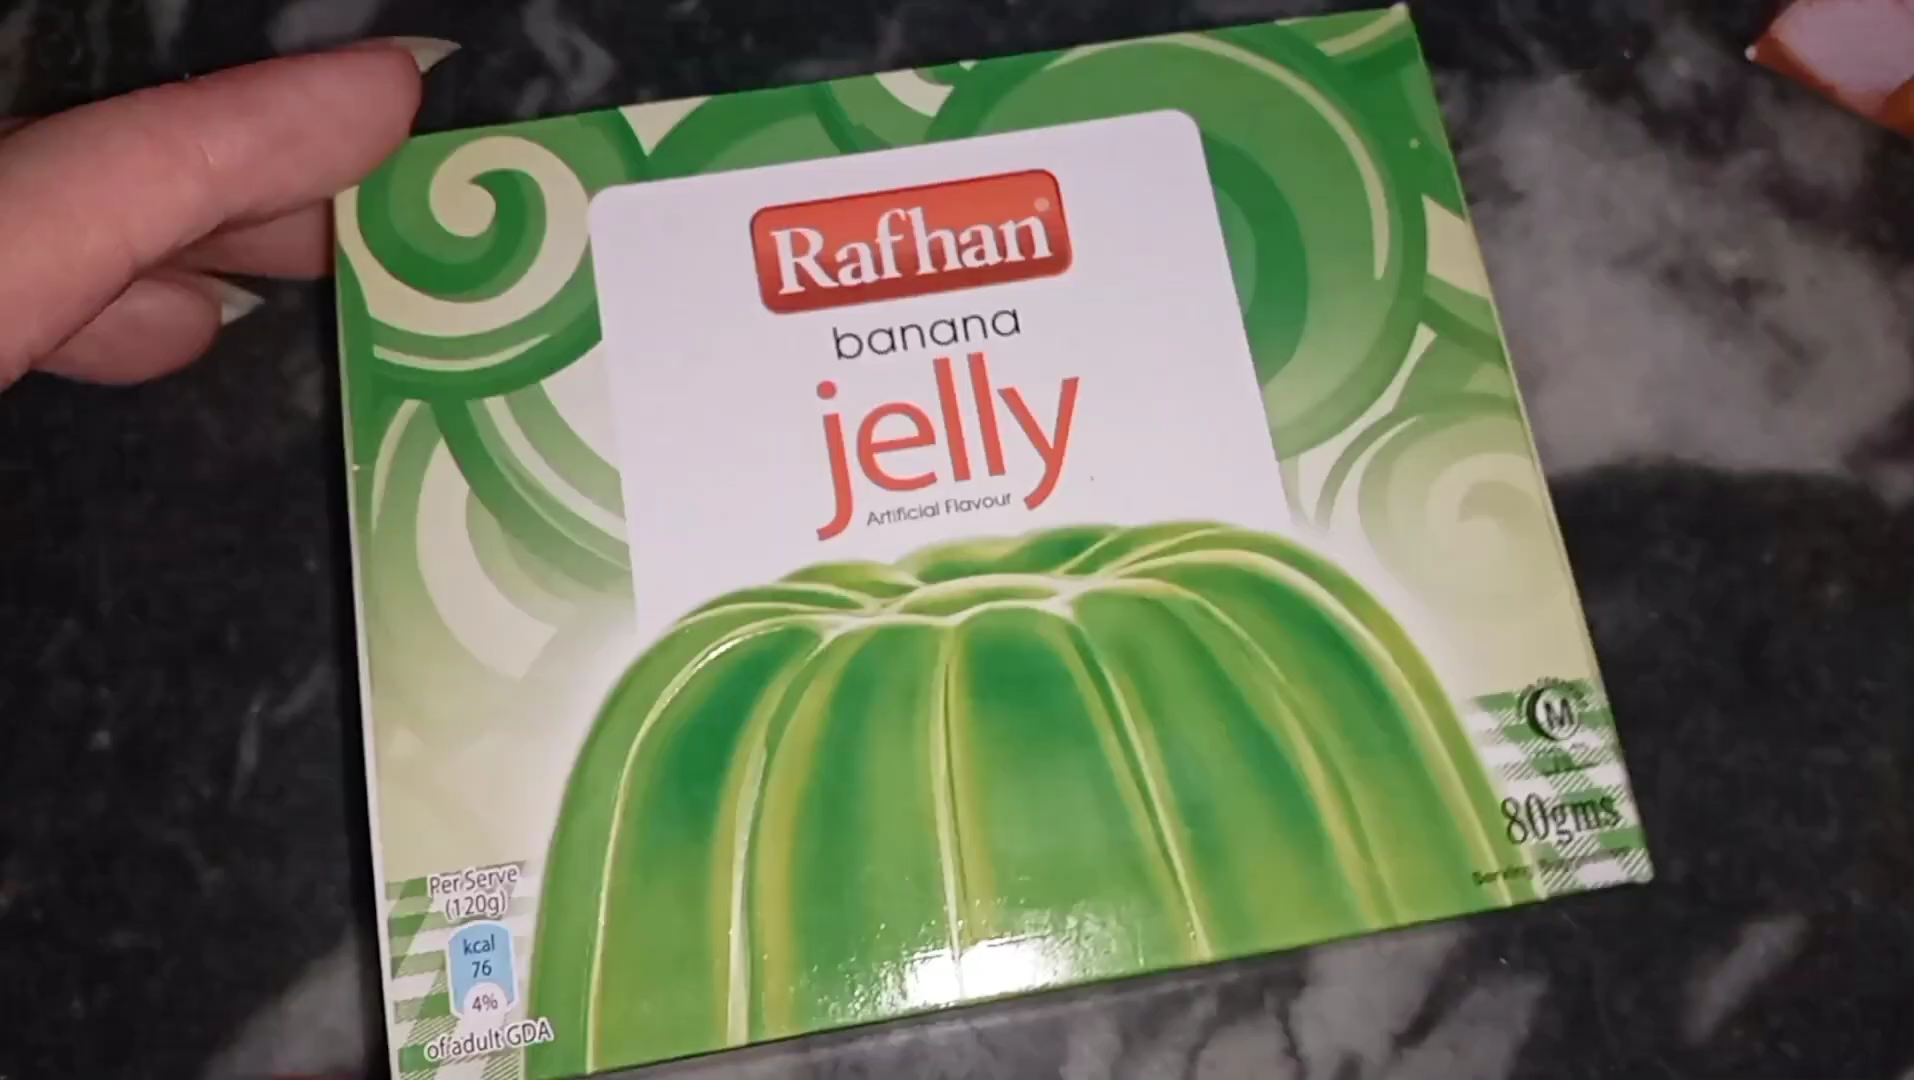 Rafhan
banana
jelly
Artificial Flavour
M
80gms
Per Serve
(120g)
kcal
76
4%
of adult GDA